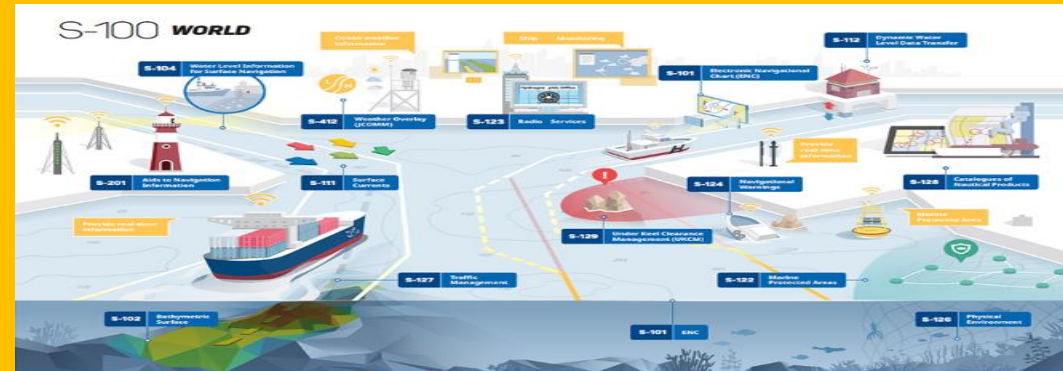 S-100 WORLD
Ocean weather
information
Ship Monitoring
S-112
Dynamic Water
Level Data Transfer
S-104
Water Level Information
for Surface Navigation
S-101
Electronic Navigational
Chart (ENC)
S-412
Weather Overlay
(JCOMM)
S-123
Radio Services
Provide
real-time
information
S-201
Aids to Navigation
Information
S-111
Surface
Currents
S-124
Navigational
Warnings
S-128
Catalogues of
Nautical Products
Provide real-time
information
Marine
Protected Area
S-129
Under Keel Clearance
Management (UKCM)
S-127
Traffic
Management
S-122
Marine
Protected Areas
S-102
Bathymetric
Surface
S-101
ENC
S-126
Physical
Environment